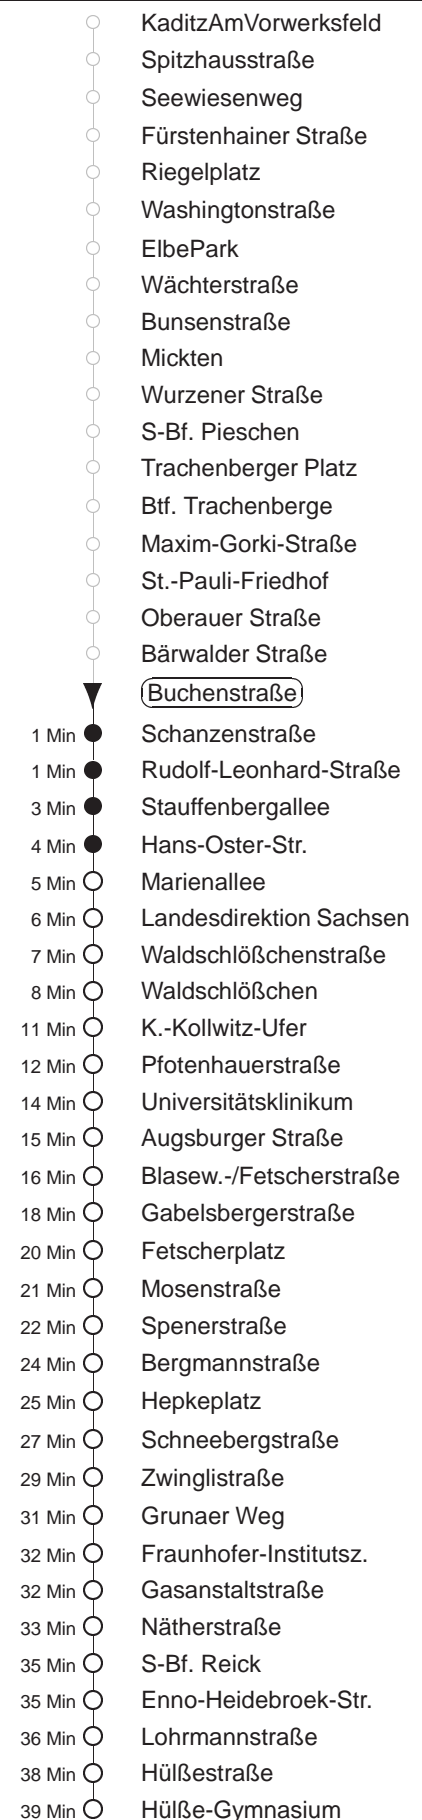 KaditzAmVorwerksfeld
Spitzhausstraße
Seewiesenweg
Fürstenhainer Straße
Riegelplatz
Washingtonstraße
ElbePark
Wächterstraße
Bunsenstraße
Mickten
Wurzener Straße
S-Bf. Pieschen
Trachenberger Platz
Btf. Trachenberge
Maxim-Gorki-Straße
St.-Pauli-Friedhof
Oberauer Straße
Bärwalder Straße
Buchenstraße
1 Min Schanzenstraße
1 Min Rudolf-Leonhard-Straße
3 Min Stauffenbergallee
4 Min Hans-Oster-Str.
5 Min Marienallee
6 Min Landesdirektion Sachsen
7 Min Waldschlößchenstraße
8 Min Waldschlößchen
11 Min K.-Kollwitz-Ufer
12 Min Pfotenhauerstraße
14 Min Universitätsklinikum
15 Min Augsburger Straße
16 Min Blasew.-/Fetscherstraße
18 Min Gabelsbergerstraße
20 Min Fetscherplatz
21 Min Mosenstraße
22 Min Spenerstraße
24 Min Bergmannstraße
25 Min Hepkeplatz
27 Min Schneebergstraße
29 Min Zwinglistraße
31 Min Grunaer Weg
32 Min Fraunhofer-Institutsz.
32 Min Gasanstaltstraße
33 Min Nätherstraße
35 Min S-Bf. Reick
35 Min Enno-Heidebroek-Str.
36 Min Lohrmannstraße
38 Min Hülßestraße
39 Min Hülße-Gymnasium